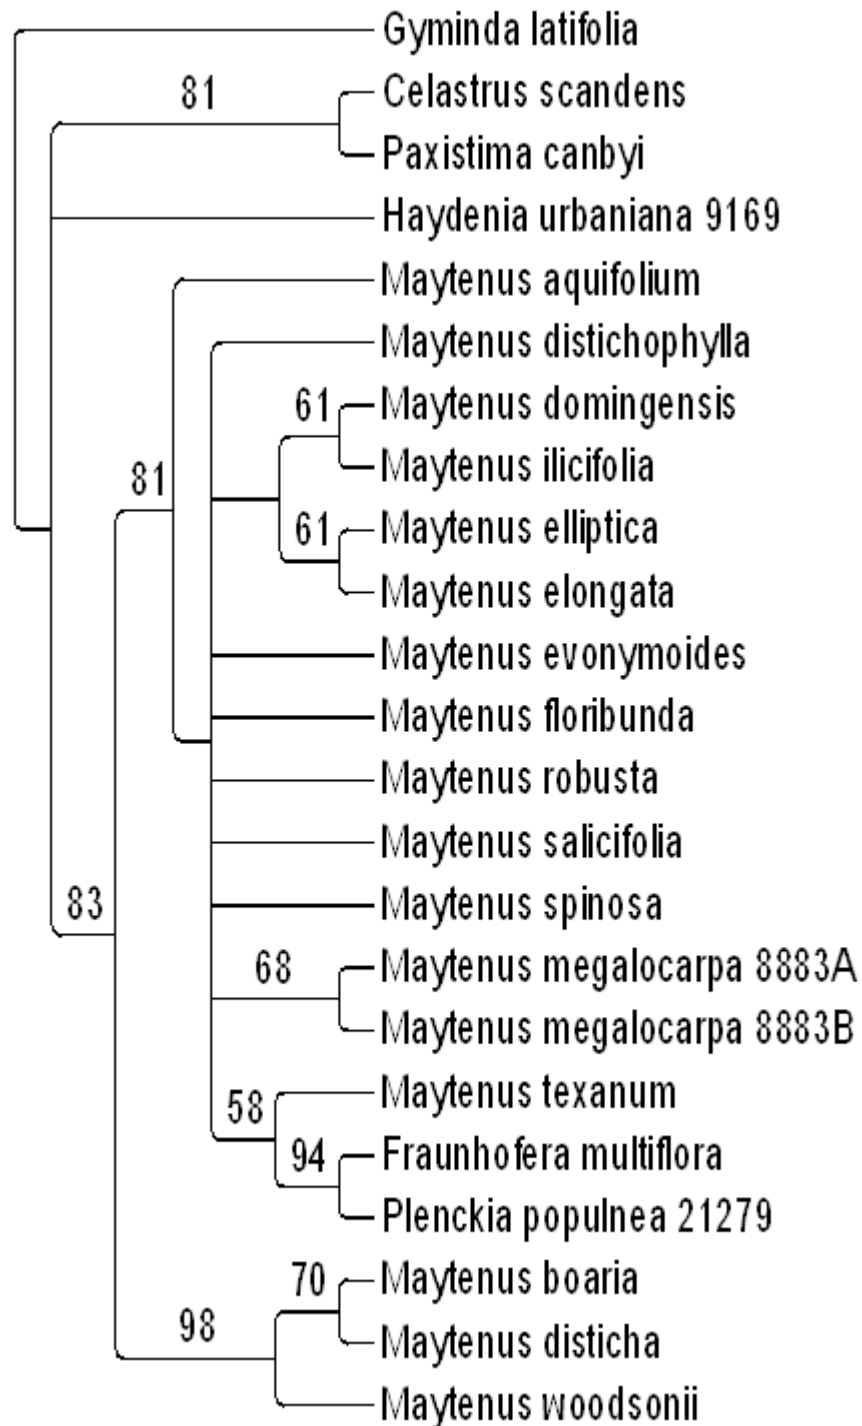 Gyminda latifolia
81
Celastrus scandens
Paxistima canbyi
Haydenia urbaniana 9169
Maytenus aquifolium
Maytenus distichophylla
61
Maytenus domingensis
Maytenus ilicifolia
81
61
Maytenus elliptica
Maytenus elongata
Maytenus evonymoides
Maytenus floribunda
Maytenus robusta
Maytenus salicifolia
83
Maytenus spinosa
68
Maytenus megalocarpa 8883A
Maytenus megalocarpa 8883B
58
Maytenus texanum
94
Fraunhofera multiflora
Plenckia populnea 21279
70
Maytenus boaria
98
Maytenus disticha
Maytenus woodsonii